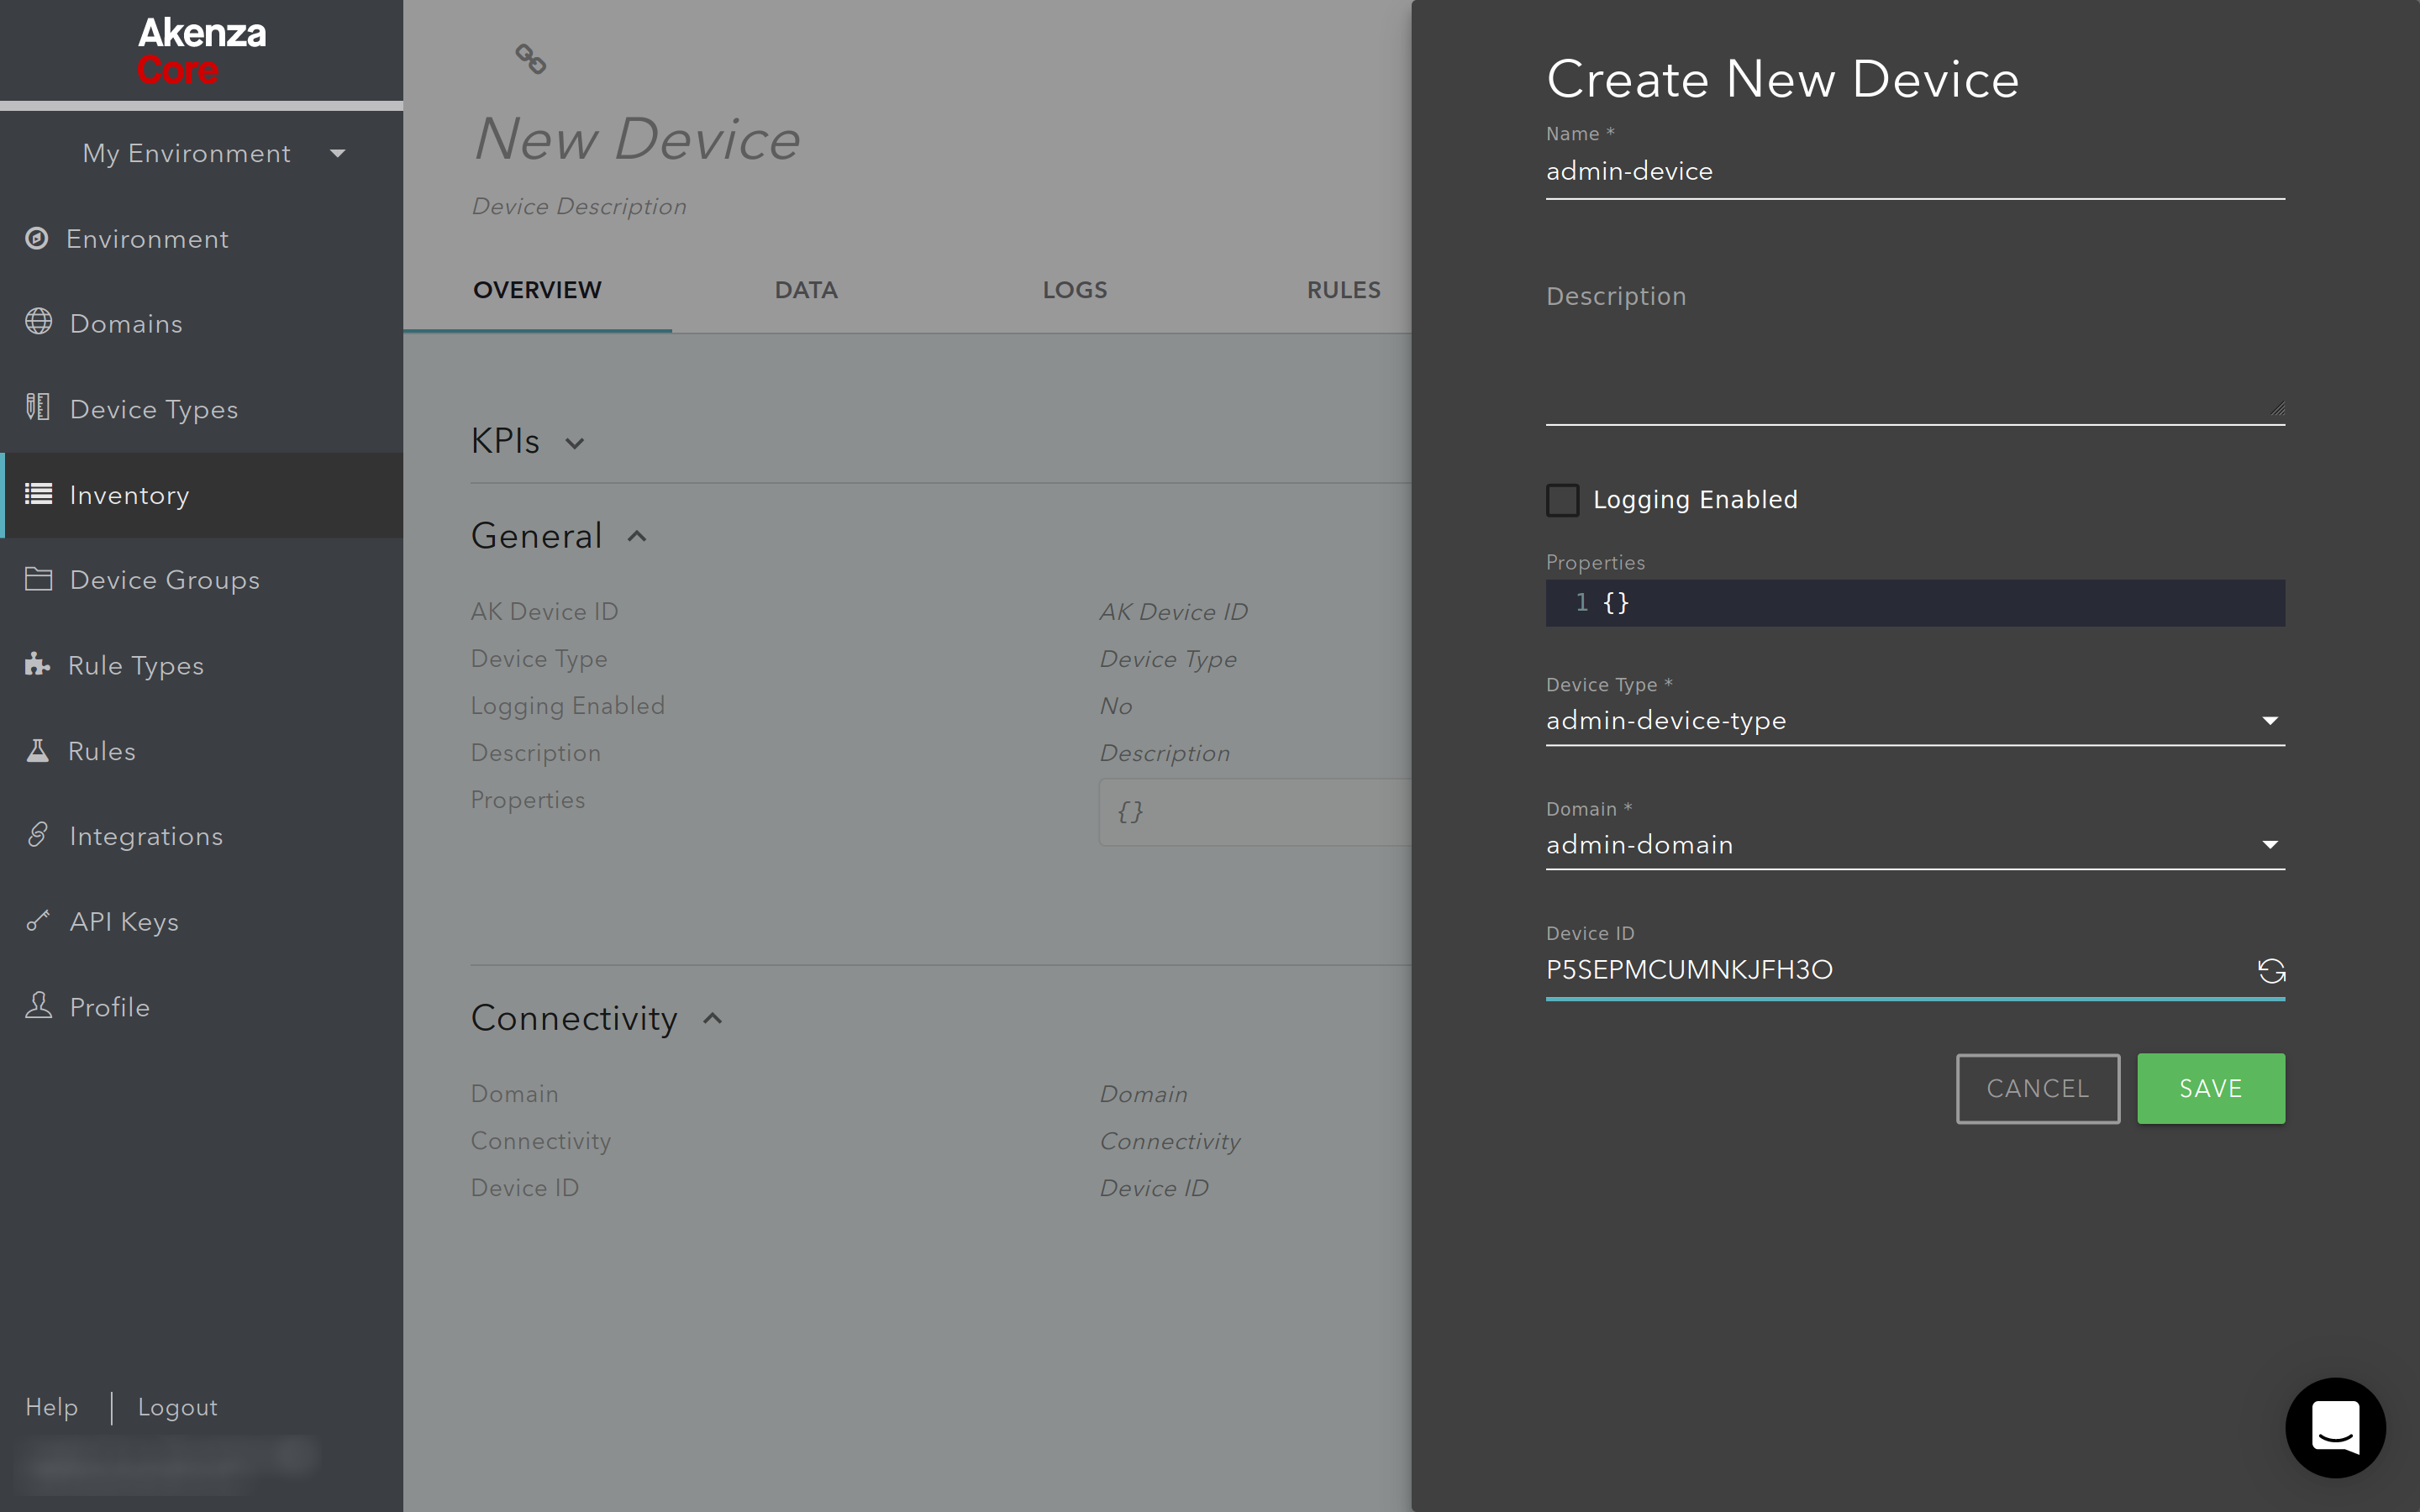 Akenza
Core
My Environment
Environment
Domains
Device Types
Inventory
Device Groups
Rule Types
Rules
Integrations
API Keys
Profile
Help
Logout
New Device
Device Description
OVERVIEW DATA LOGS RULES
KPIs
General
AK Device ID AK Device ID
Device Type Device Type
Logging Enabled No
Description Description
Properties {}
Connectivity
Domain Domain
Connectivity Connectivity
Device ID Device ID
Create New Device
Name *
admin-device
Description
Logging Enabled
Properties
1 {}
Device Type *
admin-device-type
Domain *
admin-domain
Device ID
P5SEPMCUMNKJFH3O
CANCEL SAVE